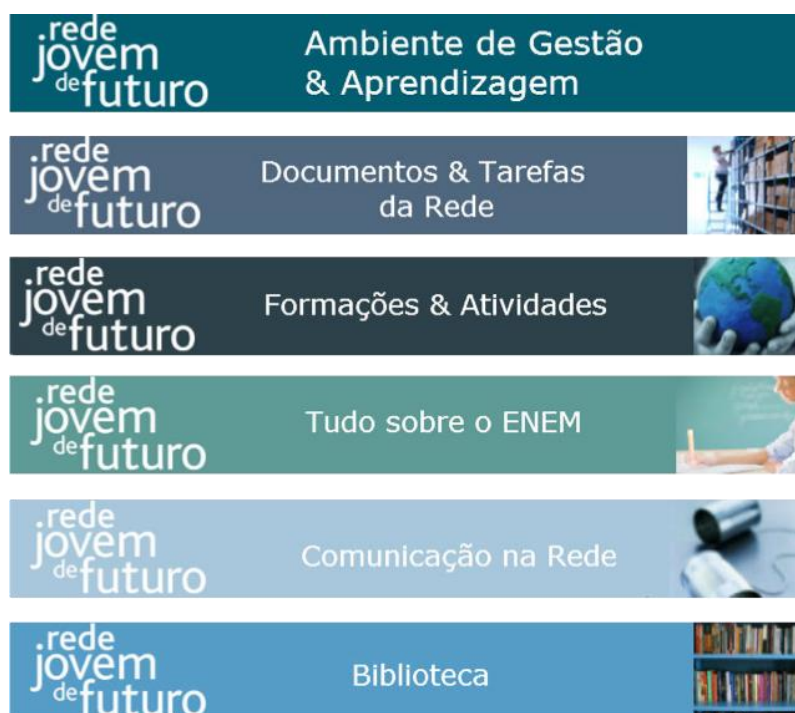 .rede
jovem
de futuro
Ambiente de Gestão
& Aprendizagem
.rede
jovem
de futuro
Documentos & Tarefas
da Rede
.rede
jovem
de futuro
Formações & Atividades
.rede
jovem
de futuro
Tudo sobre o ENEM
.rede
jovem
de futuro
Comunicação na Rede
.rede
jovem
de futuro
Biblioteca